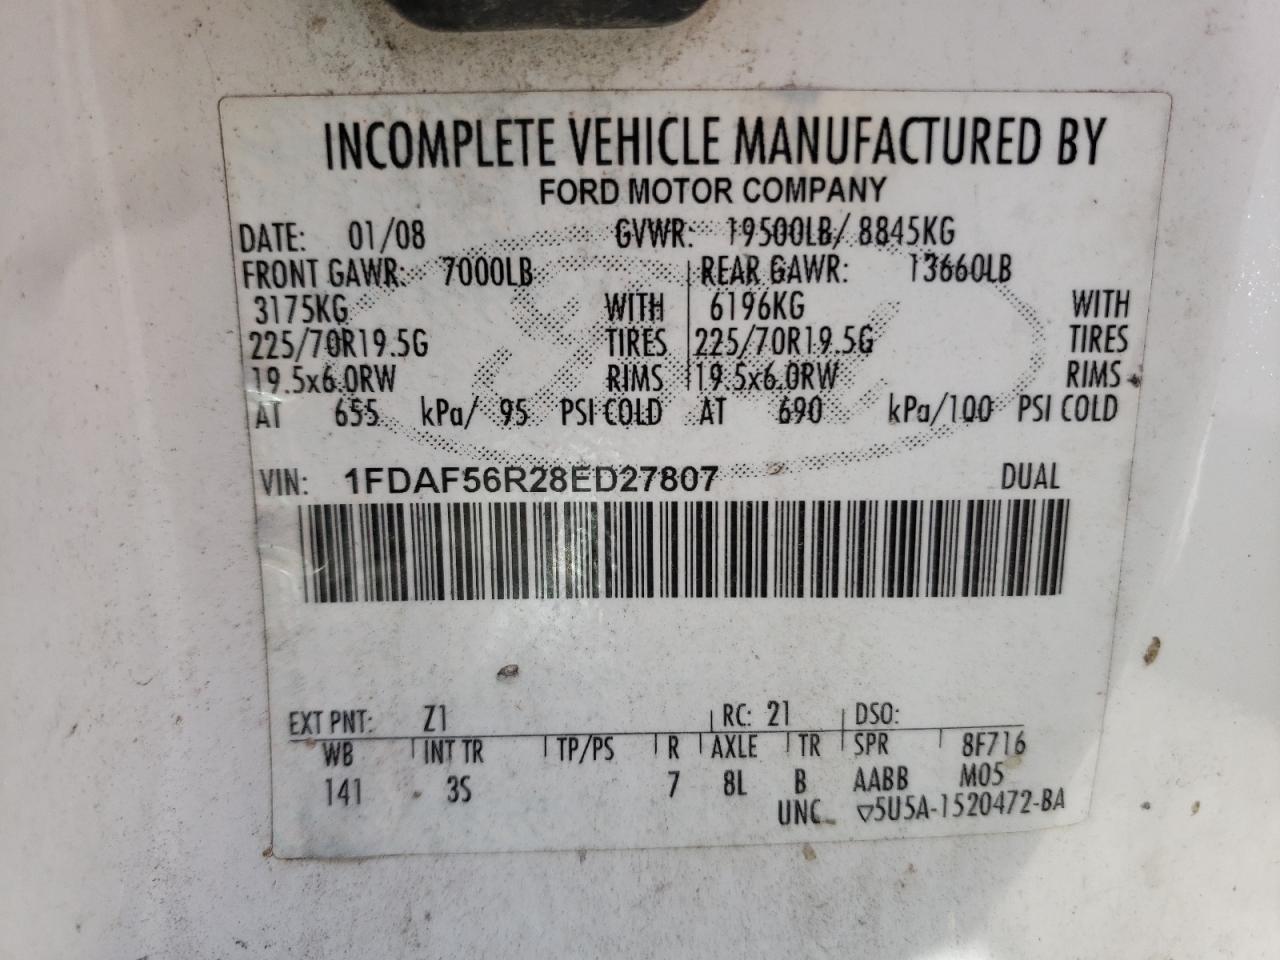 INCOMPLETE VEHICLE MANUFACTURED BY
FORD MOTOR COMPANY
DATE: 01/08 GVWR: 19500LB/ 8845KG
FRONT GAWR: 7000LB REAR GAWR: 13660LB
3175KG WITH 6196KG WITH
225/70R19.5G TIRES 225/70R19.5G TIRES
19.5x6.0RW RIMS 19.5x6.0RW RIMS
AT 655 kPa/ 95 PSI COLD AT 690 kPa/100 PSI COLD
VIN: 1FDAF56R28ED27807 DUAL
EXT PNT: Z1 RC: 21 DSO:
WB INT TR TP/PS R AXLE TR SPR 8F716
141 3S 7 8L B AABB M05
UNC ▽5U5A-1520472-BA